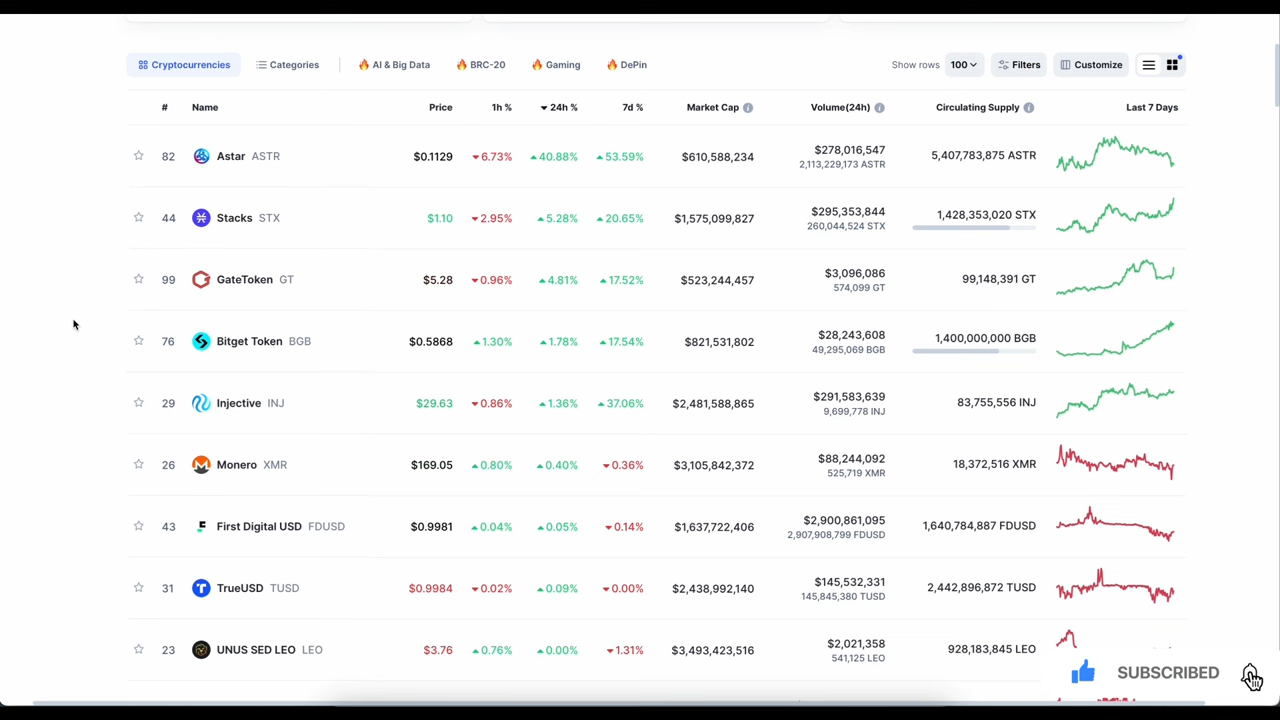 Cryptocurrencies Categories 🔥 AI & Big Data 🔥 BRC-20 🔥 Gaming 🔥 DePin Show rows 100 Filters Customize
# Name Price 1h % 24h % 7d % Market Cap Volume(24h) Circulating Supply Last 7 Days
82 Astar ASTR $0.1129 6.73% 40.88% 53.59% $610,588,234 $278,016,547 5,407,783,875 ASTR
2,113,229,173 ASTR
44 Stacks STX $1.10 2.95% 5.28% 20.65% $1,575,099,827 $295,353,844 1,428,353,020 STX
260,044,524 STX
99 GateToken GT $5.28 0.96% 4.81% 17.52% $523,244,457 $3,096,086 99,148,391 GT
574,099 GT
76 Bitget Token BGB $0.5868 1.30% 1.78% 17.54% $821,531,802 $28,243,608 1,400,000,000 BGB
49,295,069 BGB
29 Injective INJ $29.63 0.86% 1.36% 37.06% $2,481,588,865 $291,583,639 83,755,556 INJ
9,699,778 INJ
26 Monero XMR $169.05 0.80% 0.40% 0.36% $3,105,842,372 $88,244,092 18,372,516 XMR
525,719 XMR
43 First Digital USD FDUSD $0.9981 0.04% 0.05% 0.14% $1,637,722,406 $2,900,861,095 1,640,784,887 FDUSD
2,907,908,799 FDUSD
31 TrueUSD TUSD $0.9984 0.02% 0.09% 0.00% $2,438,992,140 $145,532,331 2,442,896,872 TUSD
145,845,380 TUSD
23 UNUS SED LEO LEO $3.76 0.76% 0.00% 1.31% $3,493,423,516 $2,021,358 928,183,845 LEO
541,125 LEO
SUBSCRIBED